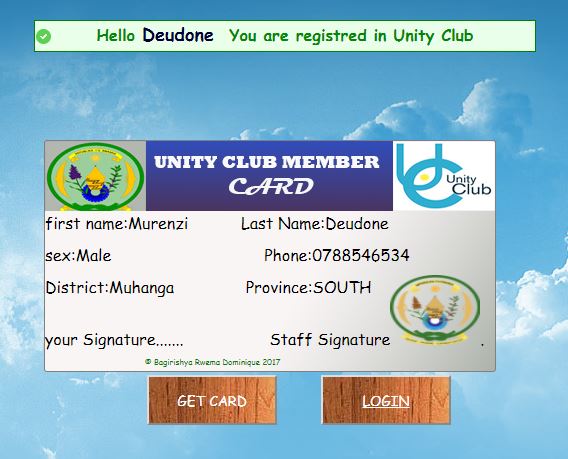 Hello Deudone You are registred in Unity Club
UNITY CLUB MEMBER
CARD
Unity
Club
first name:Murenzi Last Name:Deudone
sex:Male Phone:0788546534
District:Muhanga Province:SOUTH
your Signature....... Staff Signature .
© Bagirishya Rwema Dominique 2017
GET CARD LOGIN